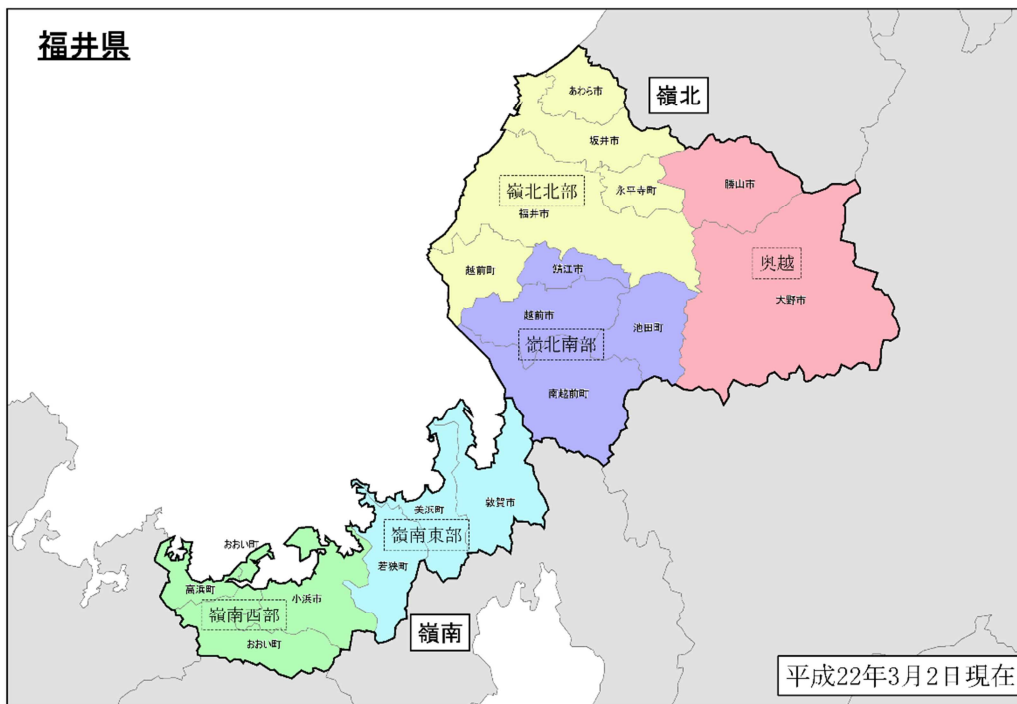 福井県
嶺北
あわら市
坂井市
永平寺町
勝山市
嶺北北部
福井市
奥越
越前町
鯖江市
大野市
越前市
池田町
嶺北南部
南越前町
敦賀市
美浜町
嶺南東部
おおい町
若狭町
高浜町
小浜市
嶺南西部
嶺南
おおい町
平成22年3月2日現在